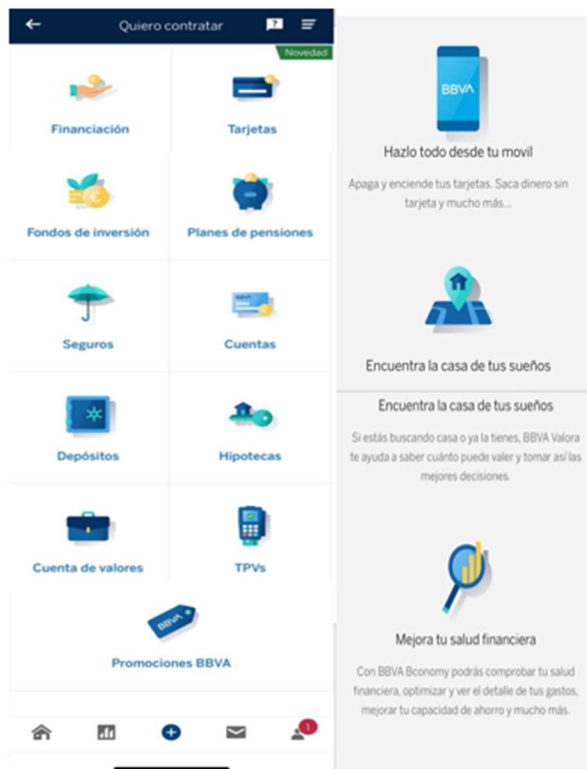 Quiero contratar
?
Novedad
Financiación
Tarjetas
Fondos de inversión
Planes de pensiones
Seguros
BBVA
Cuentas
Depósitos
Hipotecas
Cuenta de valores
TPVs
BBVA
Promociones BBVA
1
BBVA
Hazlo todo desde tu movil
Apaga y enciende tus tarjetas. Saca dinero sin
tarjeta y mucho más...
Encuentra la casa de tus sueños
Encuentra la casa de tus sueños
Si estás buscando casa o ya la tienes, BBVA Valora
te ayuda a saber cuánto puede valer y tomar así las
mejores decisiones.
Mejora tu salud financiera
Con BBVA Bconomy podrás comprobar tu salud
financiera, optimizar y ver el detalle de tus gastos,
mejorar tu capacidad de ahorro y mucho más.